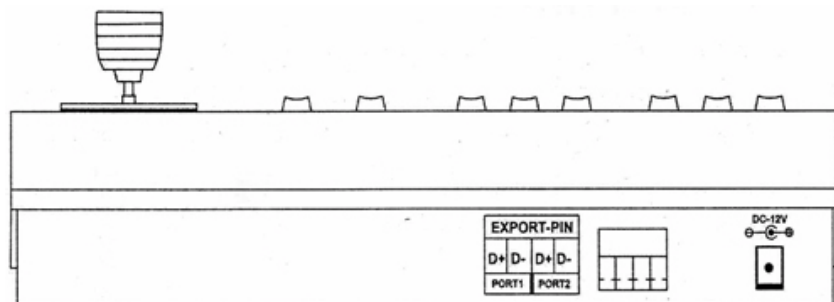 EXPORT-PIN
D+ D- D+ D-
PORT1 PORT2
DC-12V